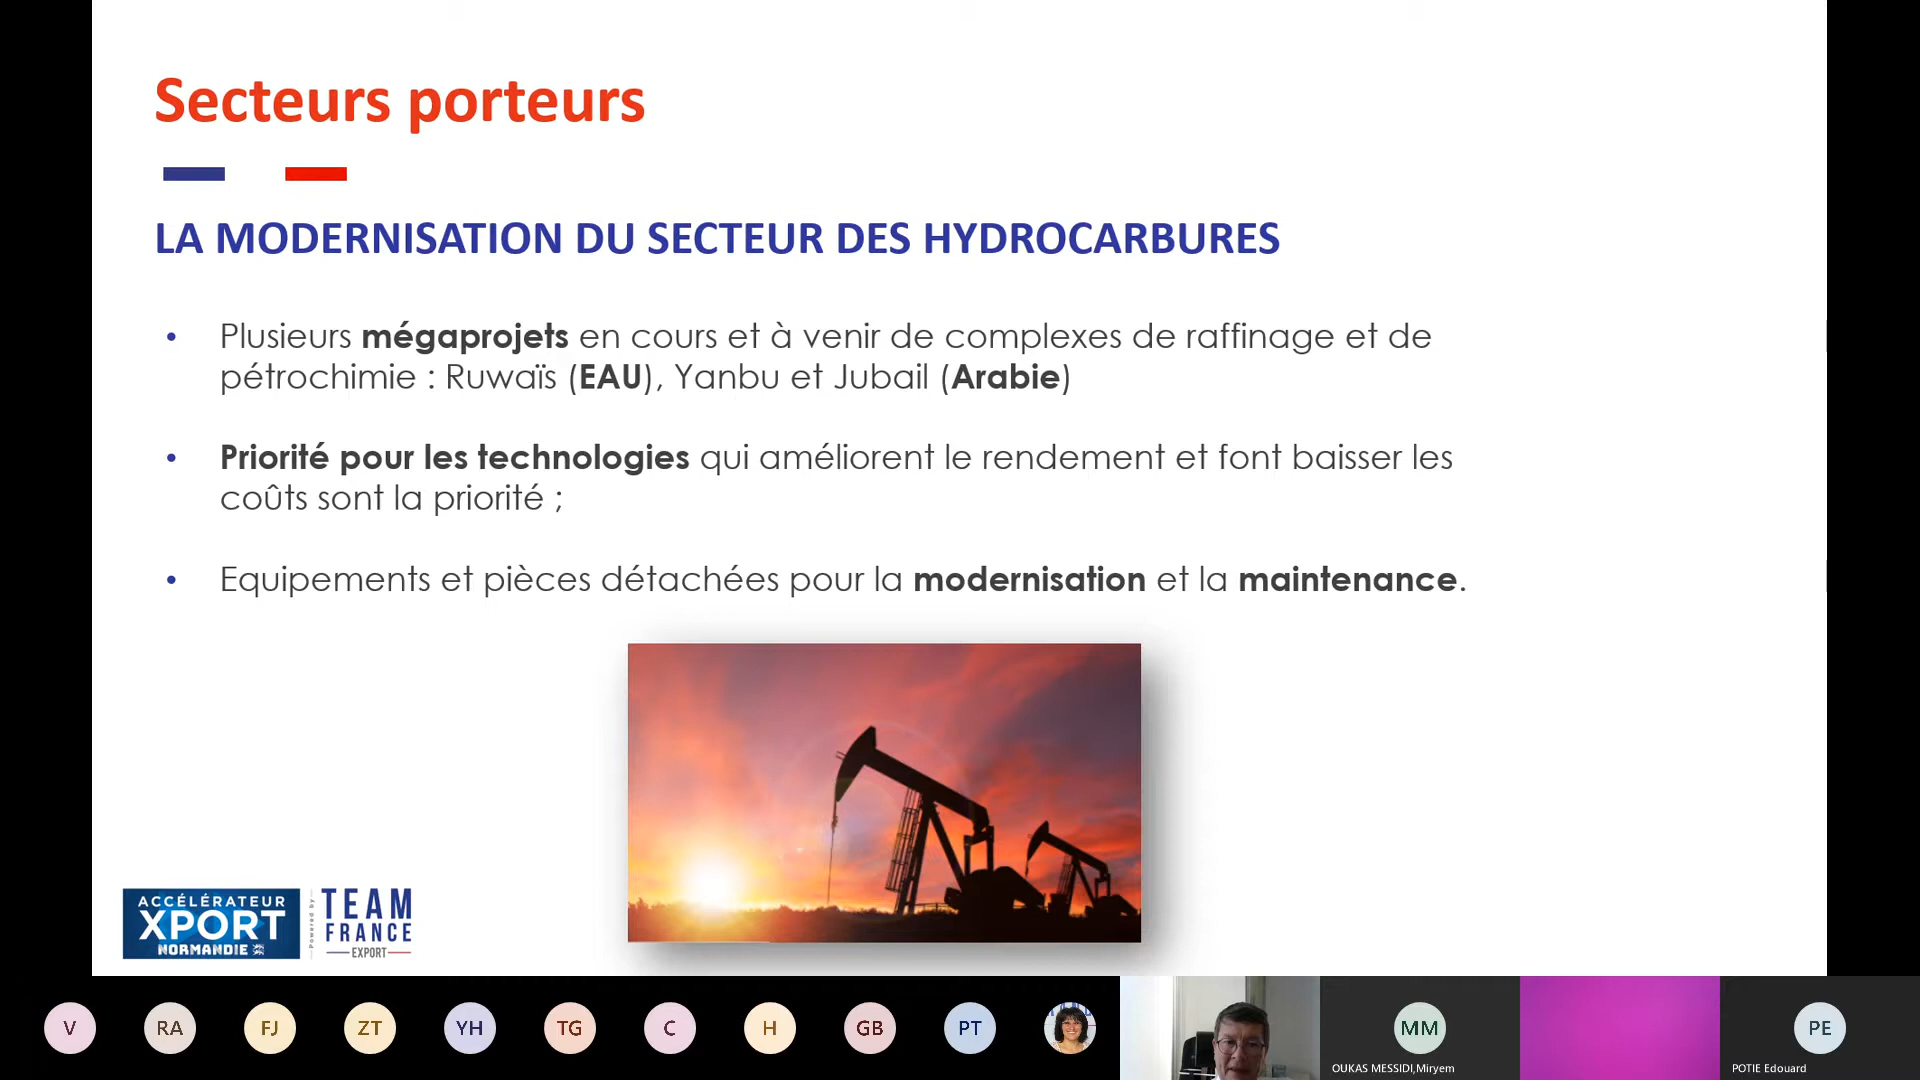 Secteurs porteurs
LA MODERNISATION DU SECTEUR DES HYDROCARBURES
• Plusieurs mégaprojets en cours et à venir de complexes de raffinage et de
pétrochimie : Ruwaïs (EAU), Yanbu et Jubail (Arabie)
• Priorité pour les technologies qui améliorent le rendement et font baisser les
coûts sont la priorité ;
• Equipements et pièces détachées pour la modernisation et la maintenance.
ACCÉLÉRATEUR
XPORT
NORMANDIE
Powered by
TEAM
FRANCE
EXPORT
V
RA
FJ
ZT
YH
TG
C
H
GB
PT
MM
OUKAS MESSIDI,Miryem
PE
POTIE Edouard